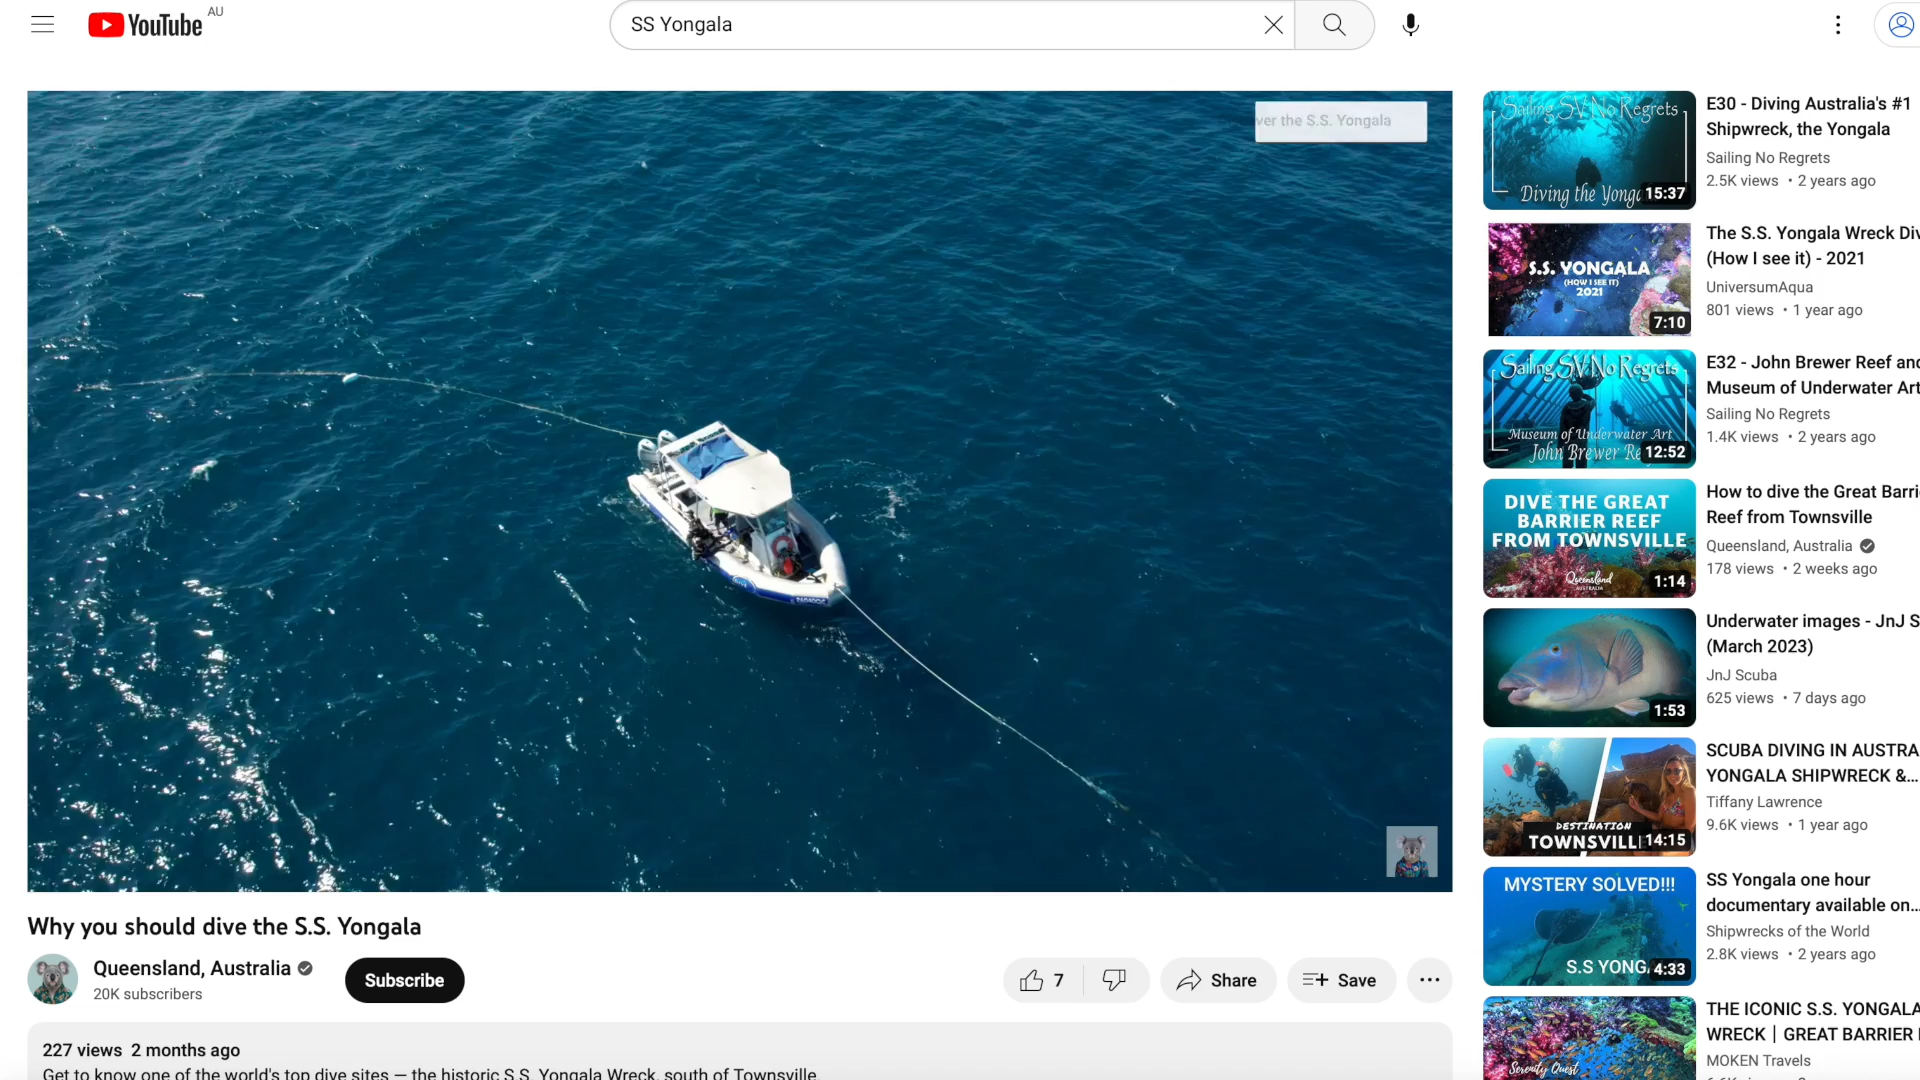 YouTube
AU
SS Yongala
ver the S.S. Yongala
Why you should dive the S.S. Yongala
Queensland, Australia
20K subscribers
Subscribe
7
Share
Save
227 views 2 months ago
Get to know one of the world's top dive sites — the historic S.S. Yongala Wreck, south of Townsville.
Sailing SV No Regrets
Diving the Yonga
15:37
E30 - Diving Australia's #1
Shipwreck, the Yongala
Sailing No Regrets
2.5K views • 2 years ago
S.S. YONGALA
(HOW I SEE IT)
2021
7:10
The S.S. Yongala Wreck Div
(How I see it) - 2021
UniversumAqua
801 views • 1 year ago
Sailing SV No Regrets
Museum of Underwater Art
John Brewer Re
12:52
E32 - John Brewer Reef and
Museum of Underwater Art
Sailing No Regrets
1.4K views • 2 years ago
DIVE THE GREAT
BARRIER REEF
FROM TOWNSVILLE
Queensland
AUSTRALIA
1:14
How to dive the Great Barri
Reef from Townsville
Queensland, Australia
178 views • 2 weeks ago
1:53
Underwater images - JnJ S
(March 2023)
JnJ Scuba
625 views • 7 days ago
DESTINATION
TOWNSVILL
14:15
SCUBA DIVING IN AUSTRA
YONGALA SHIPWRECK &...
Tiffany Lawrence
9.6K views • 1 year ago
MYSTERY SOLVED!!!
S.S YONG
4:33
SS Yongala one hour
documentary available on...
Shipwrecks of the World
2.8K views • 2 years ago
Serenity Quest
THE ICONIC S.S. YONGALA
WRECK | GREAT BARRIER
MOKEN Travels